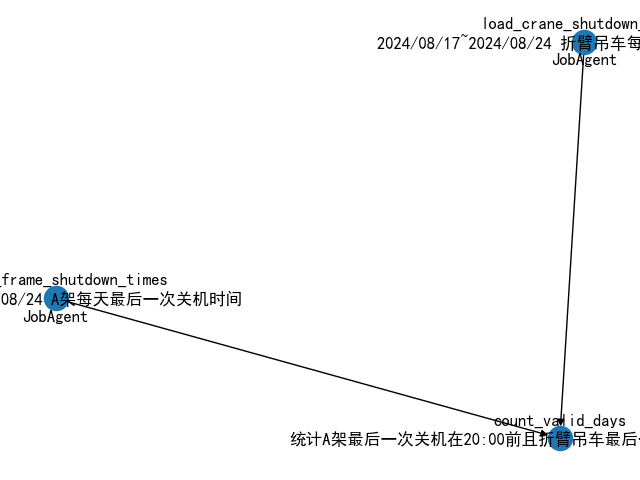 load_crane_shutdown_
2024/08/17~2024/08/24 折臂吊车每
JobAgent
_frame_shutdown_times
08/24 A架每天最后一次关机时间
JobAgent
count_valid_days
统计A架最后一次关机在20:00前且折臂吊车最后一